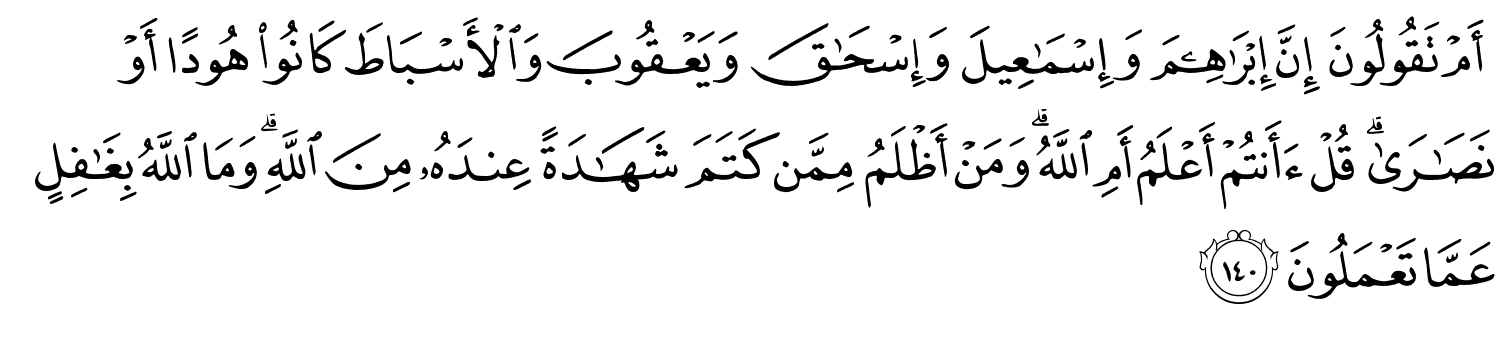 أَمۡ تَقُولُونَ إِنَّ إِبۡرَٰهِـۧمَ وَإِسۡمَٰعِيلَ وَإِسۡحَٰقَ وَيَعۡقُوبَ وَٱلۡأَسۡبَاطَ كَانُواْ هُودًا أَوۡ
نَصَٰرَىٰۗ قُلۡ ءَأَنتُمۡ أَعۡلَمُ أَمِ ٱللَّهُۗ وَمَنۡ أَظۡلَمُ مِمَّن كَتَمَ شَهَٰدَةً عِندَهُۥ مِنَ ٱللَّهِۗ وَمَا ٱللَّهُ بِغَٰفِلٍ
عَمَّا تَعۡمَلُونَ ١٤٠